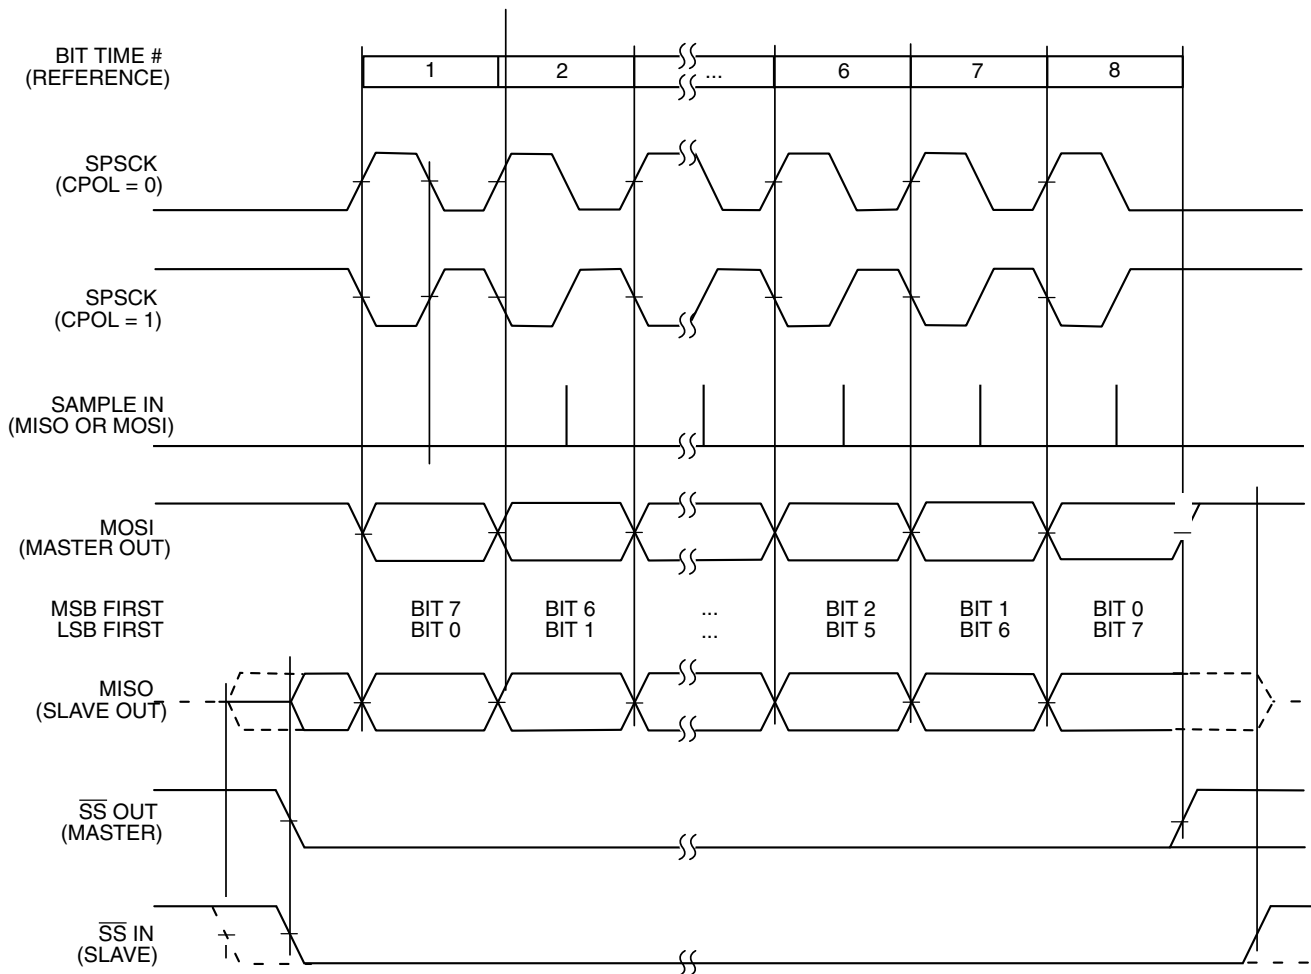 BIT TIME #
(REFERENCE)
1 2 ... 6 7 8
SPSCK
(CPOL = 0)
SPSCK
(CPOL = 1)
SAMPLE IN
(MISO OR MOSI)
MOSI
(MASTER OUT)
MSB FIRST BIT 7 BIT 6 ... BIT 2 BIT 1 BIT 0
LSB FIRST BIT 0 BIT 1 ... BIT 5 BIT 6 BIT 7
MISO
(SLAVE OUT)
S̅S̅ OUT
(MASTER)
S̅S̅ IN
(SLAVE)